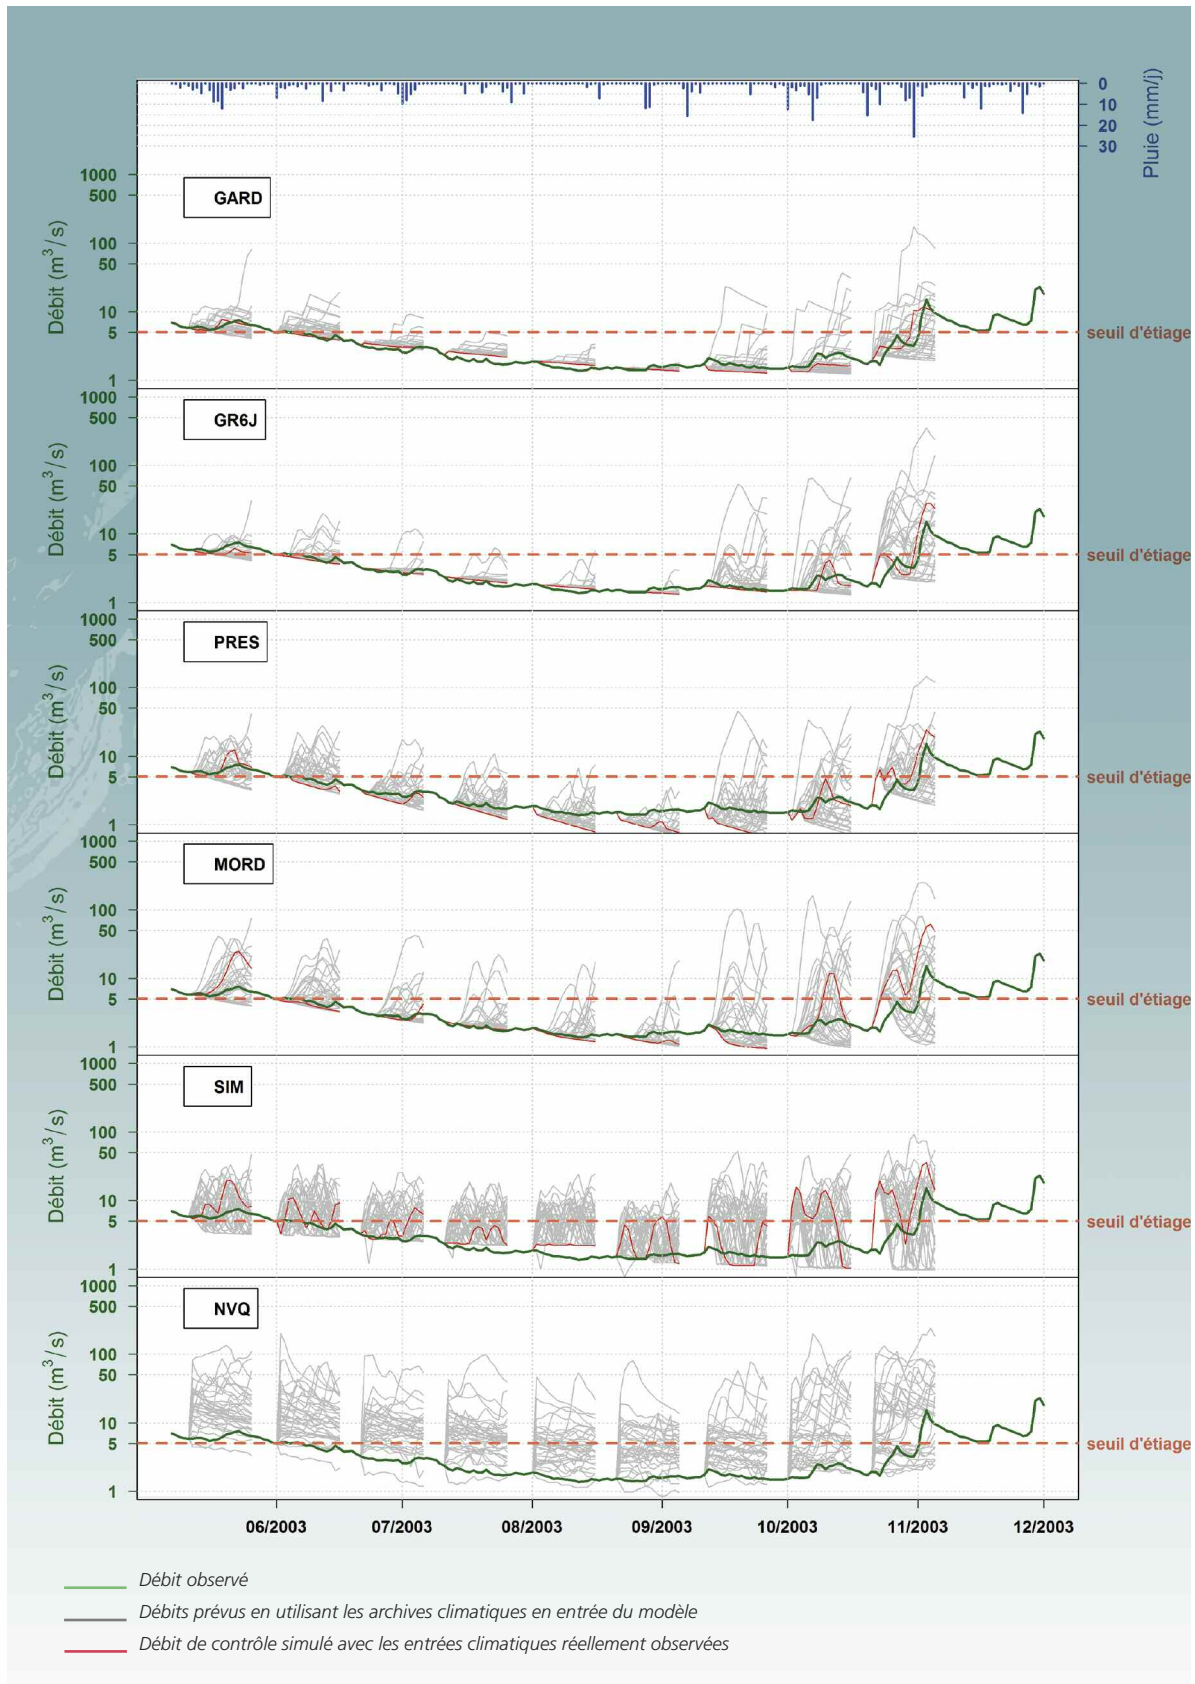 0
10
20
30
Pluie (mm/j)
GARD
1000
500
100
50
10
5
1
Débit (m³/s)
seuil d'étiage
GR6J
1000
500
100
50
10
5
1
Débit (m³/s)
seuil d'étiage
PRES
1000
500
100
50
10
5
1
Débit (m³/s)
seuil d'étiage
MORD
1000
500
100
50
10
5
1
Débit (m³/s)
seuil d'étiage
SIM
1000
500
100
50
10
5
1
Débit (m³/s)
seuil d'étiage
NVQ
1000
500
100
50
10
5
1
Débit (m³/s)
seuil d'étiage
06/2003 07/2003 08/2003 09/2003 10/2003 11/2003 12/2003
Débit observé
Débits prévus en utilisant les archives climatiques en entrée du modèle
Débit de contrôle simulé avec les entrées climatiques réellement observées